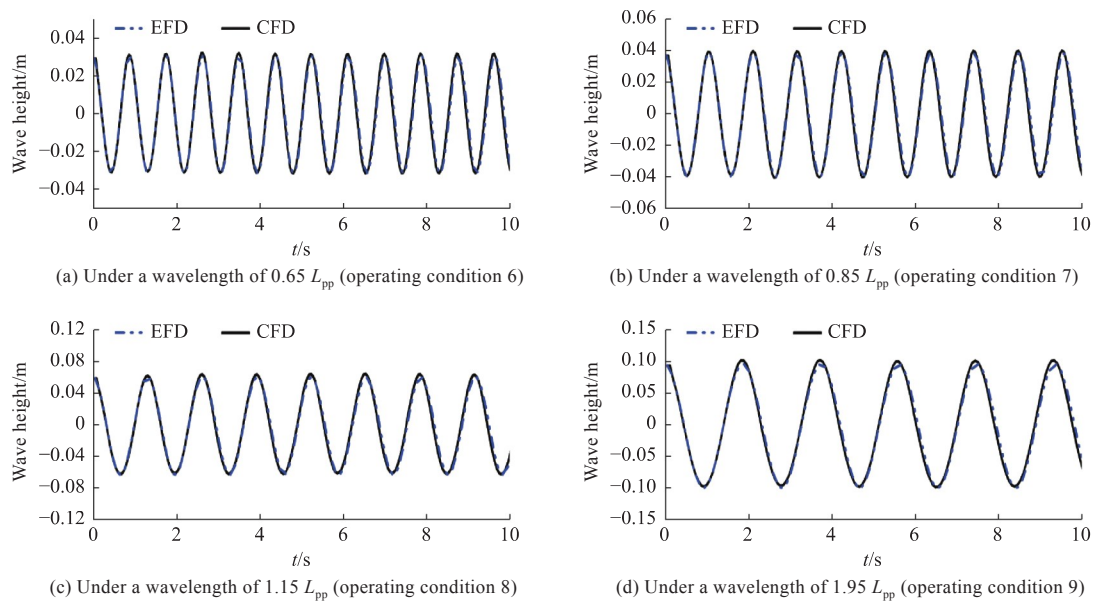 EFD CFD
0.04
0.02
0
−0.02
−0.04
Wave height/m
0 2 4 6 8 10
t/s
(a) Under a wavelength of 0.65 Lpp (operating condition 6)
EFD CFD
0.06
0.04
0.02
0
−0.02
−0.04
−0.06
Wave height/m
0 2 4 6 8 10
t/s
(b) Under a wavelength of 0.85 Lpp (operating condition 7)
EFD CFD
0.12
0.08
0.04
0
−0.04
−0.08
−0.12
Wave height/m
0 2 4 6 8 10
t/s
(c) Under a wavelength of 1.15 Lpp (operating condition 8)
EFD CFD
0.15
0.10
0.05
0
−0.05
−0.10
−0.15
Wave height/m
0 2 4 6 8 10
t/s
(d) Under a wavelength of 1.95 Lpp (operating condition 9)